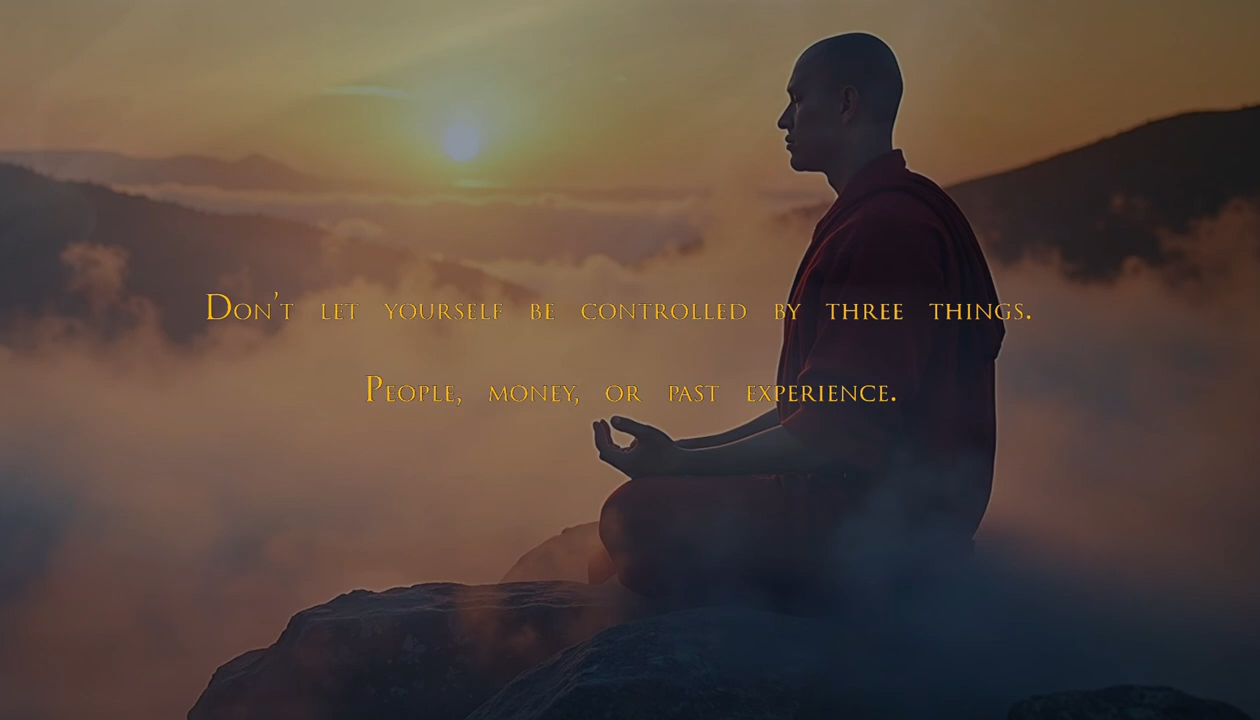 Don't let yourself be controlled by three things.
People, money, or past experience.